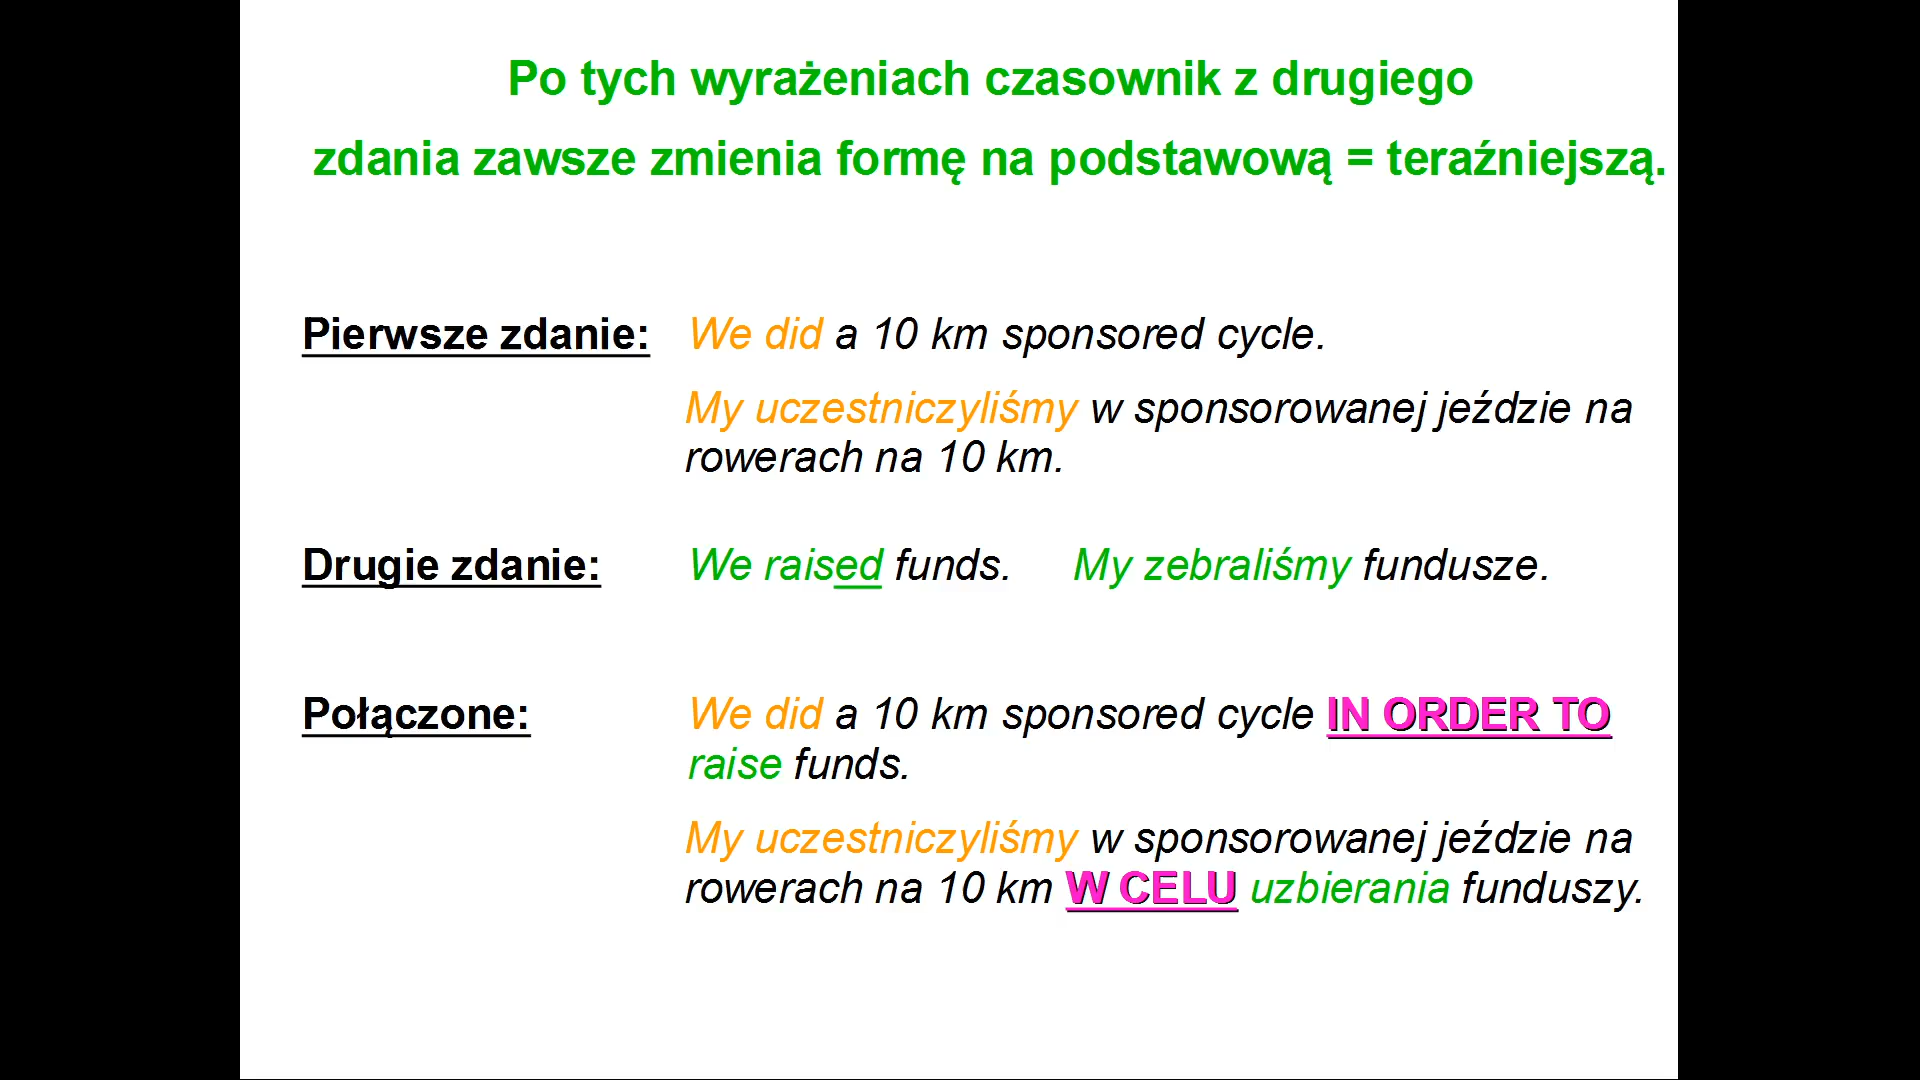 Po tych wyrażeniach czasownik z drugiego
zdania zawsze zmienia formę na podstawową = teraźniejszą.
Pierwsze zdanie: We did a 10 km sponsored cycle.
My uczestniczyliśmy w sponsorowanej jeździe na
rowerach na 10 km.
Drugie zdanie: We raised funds. My zebraliśmy fundusze.
Połączone: We did a 10 km sponsored cycle IN ORDER TO
raise funds.
My uczestniczyliśmy w sponsorowanej jeździe na
rowerach na 10 km W CELU uzbierania funduszy.